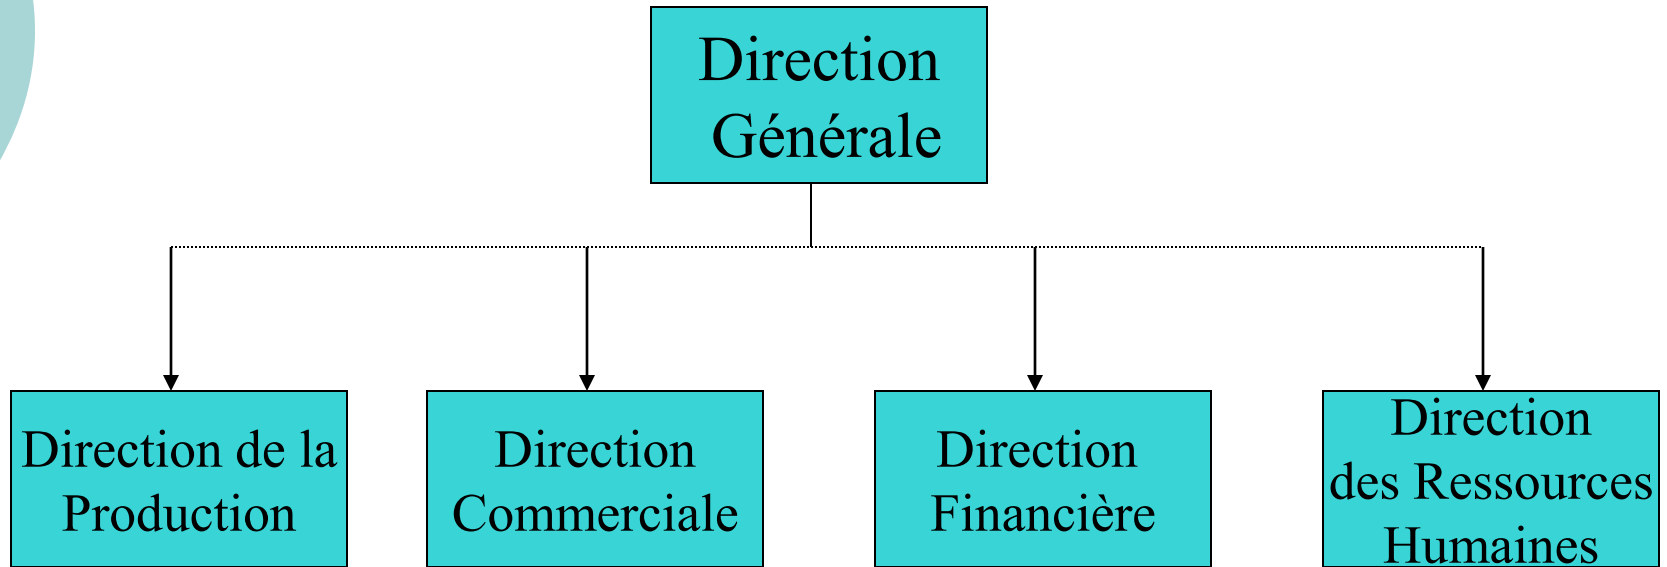 Direction
Générale
Direction de la
Production
Direction
Commerciale
Direction
Financière
Direction
des Ressources
Humaines